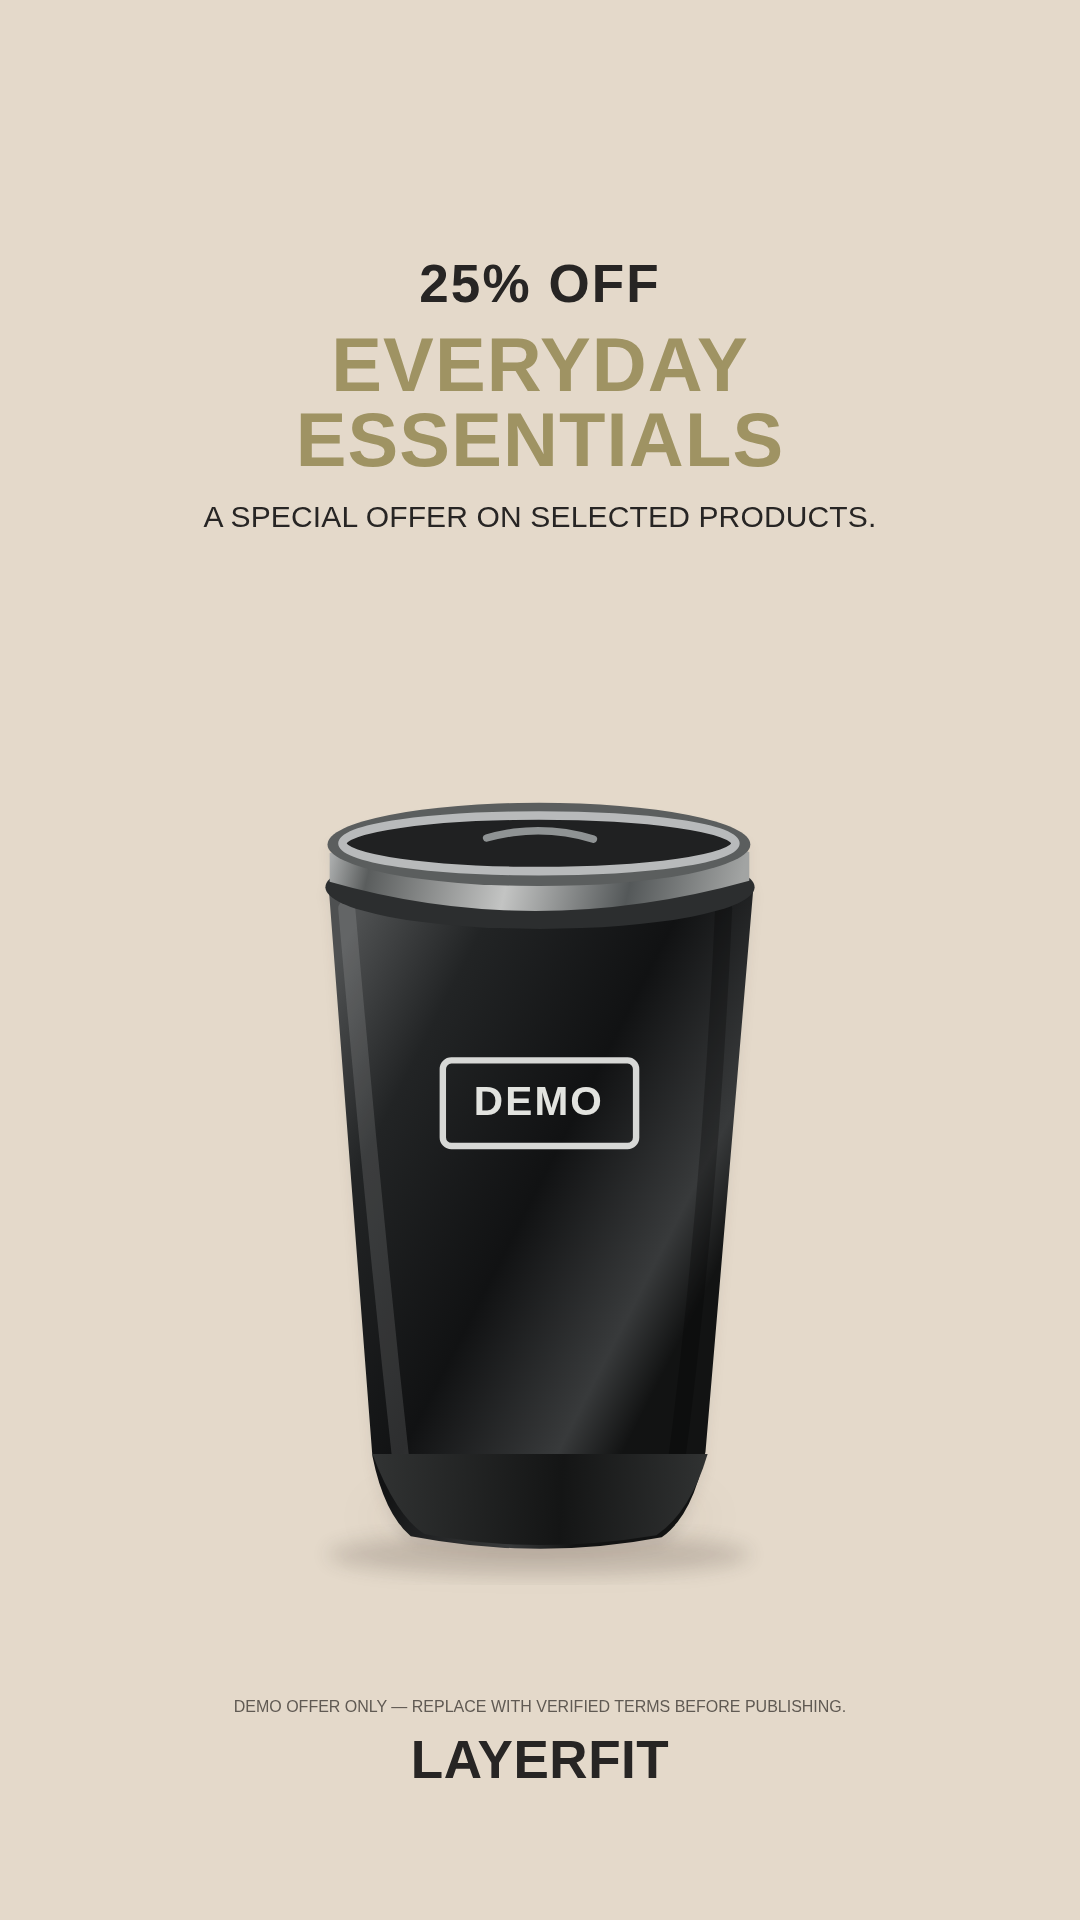 25% OFF
EVERYDAY
ESSENTIALS
A SPECIAL OFFER ON SELECTED PRODUCTS.
DEMO
DEMO OFFER ONLY — REPLACE WITH VERIFIED TERMS BEFORE PUBLISHING.
LAYERFIT